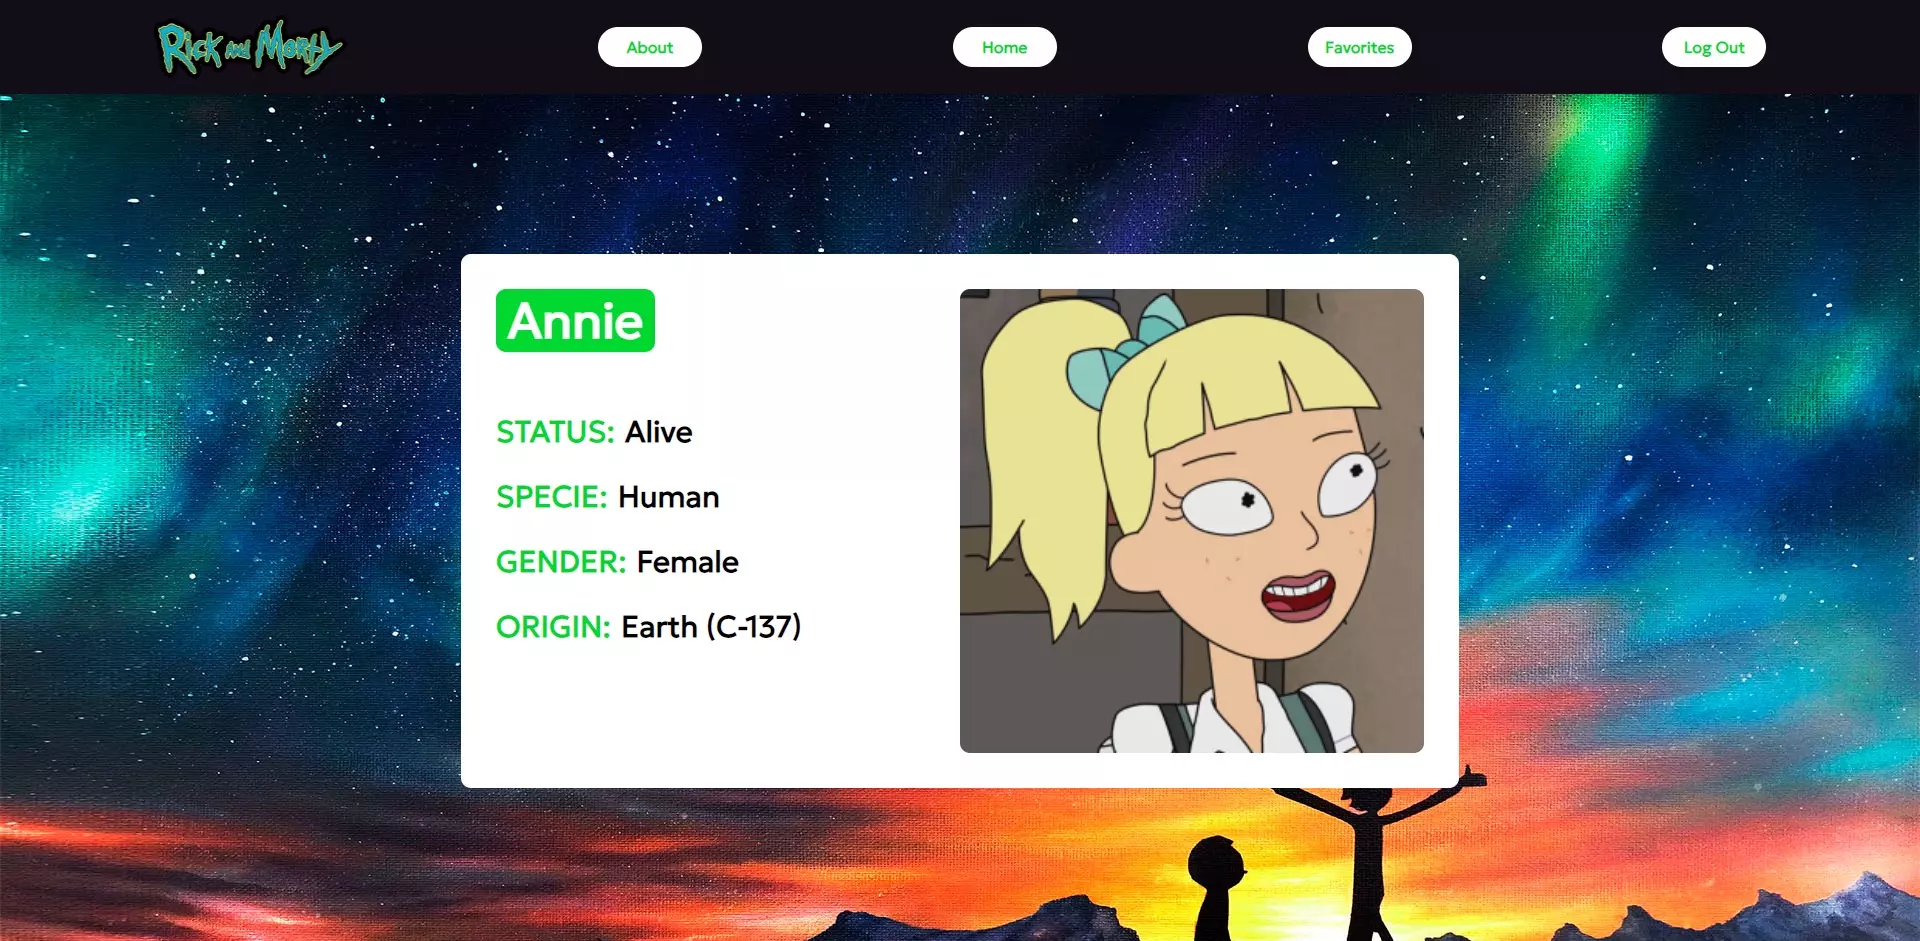 Rick and Morty
About
Home
Favorites
Log Out
Annie
STATUS: Alive
SPECIE: Human
GENDER: Female
ORIGIN: Earth (C-137)